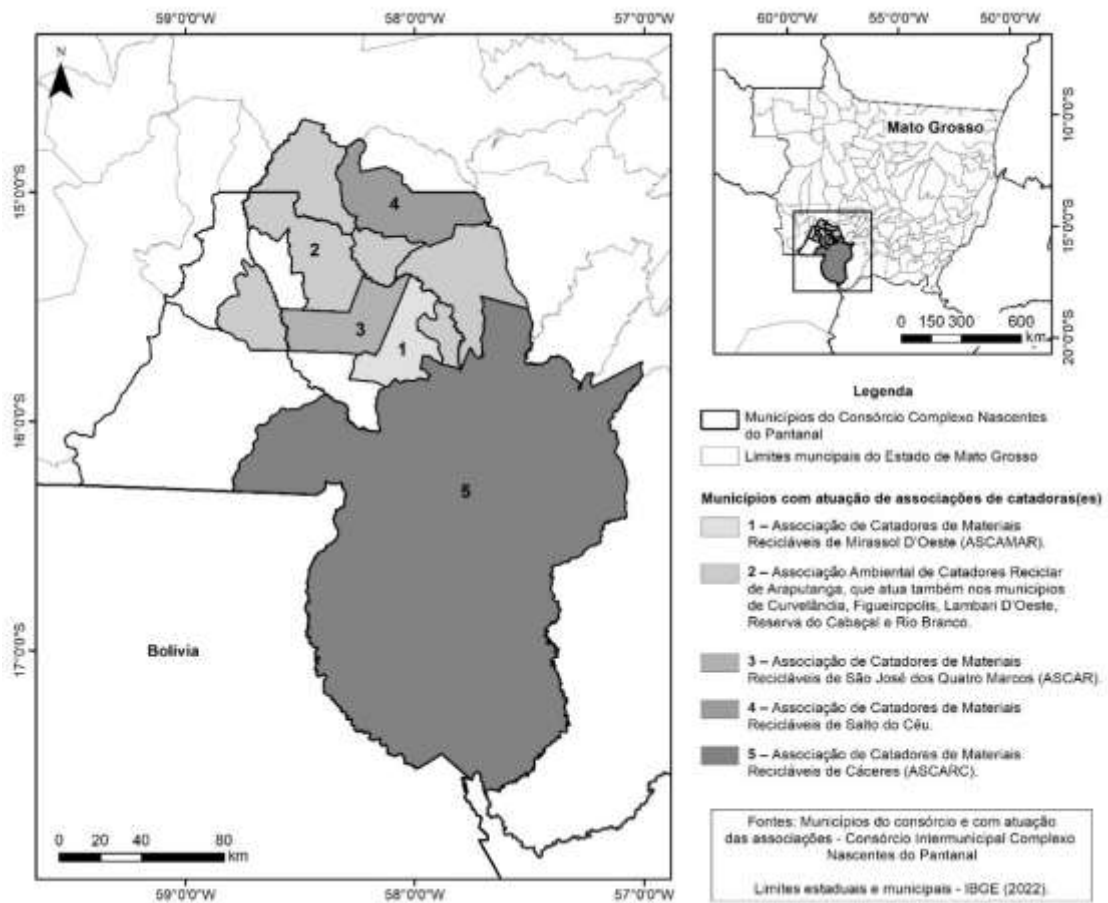 59°0'0"W 58°0'0"W 57°0'0"W
60°0'0"W 55°0'0"W 50°0'0"W
N
15°0'0"S
16°0'0"S
17°0'0"S
4
2
3
1
5
Bolívia
0 20 40 80
km
59°0'0"W 58°0'0"W 57°0'0"W
Mato Grosso
10°0'0"S
15°0'0"S
20°0'0"S
0 150 300 600
km
Legenda
Municípios do Consórcio Complexo Nascentes
do Pantanal
Limites municipais do Estado de Mato Grosso
Municípios com atuação de associações de catadoras(es)
1 – Associação de Catadores de Materiais
Recicláveis de Mirassol D'Oeste (ASCAMAR).
2 – Associação Ambiental de Catadores Reciclar
de Araputanga, que atua também nos municípios
de Curvelândia, Figueiropolis, Lambari D'Oeste,
Reserva do Cabaçal e Rio Branco.
3 – Associação de Catadores de Materiais
Recicláveis de São José dos Quatro Marcos (ASCAR).
4 – Associação de Catadores de Materiais
Recicláveis de Salto do Céu.
5 – Associação de Catadores de Materiais
Recicláveis de Cáceres (ASCARC).
Fontes: Municípios do consórcio e com atuação
das associações - Consórcio Intermunicipal Complexo
Nascentes do Pantanal
Limites estaduais e municipais - IBGE (2022).